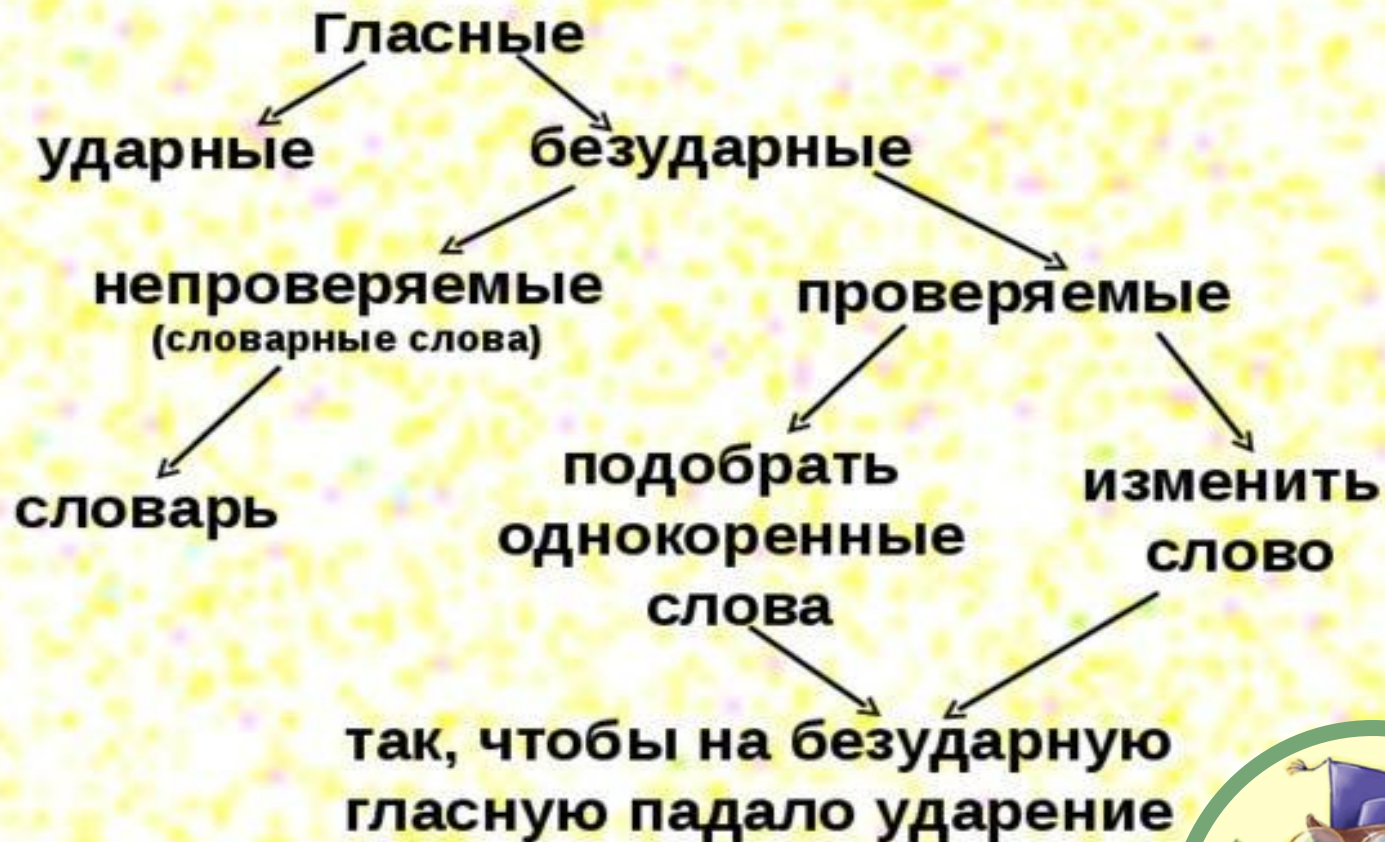 Гласные
ударные
безударные
непроверяемые
(словарные слова)
проверяемые
словарь
подобрать
однокоренные
слова
изменить
слово
так, чтобы на безударную
гласную падало ударение